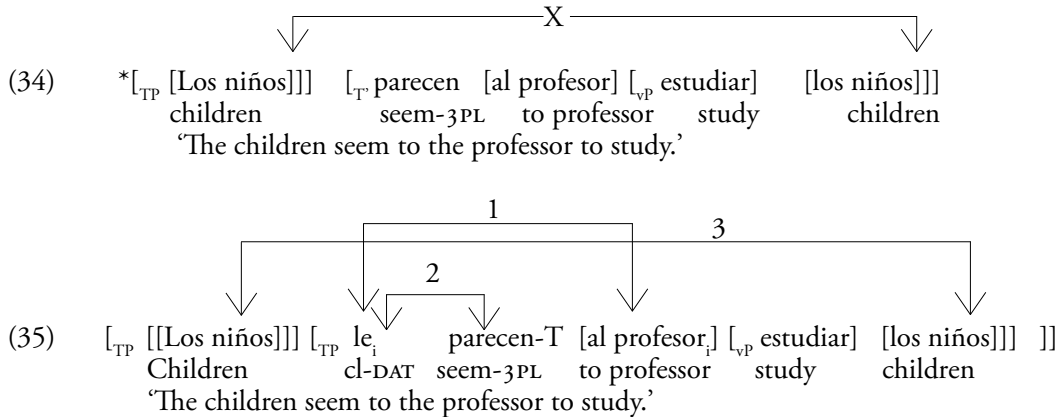 X
(34) *[TP [Los niños]]] [T’ parecen [al profesor] [vP estudiar] [los niños]]]
children seem-3PL to professor study children
‘The children seem to the professor to study.’
1
3
2
(35) [TP [[Los niños]]] [TP leᵢ parecen-T [al profesorᵢ] [vP estudiar] [los niños]]] ]]
Children cl-DAT seem-3PL to professor study children
‘The children seem to the professor to study.’